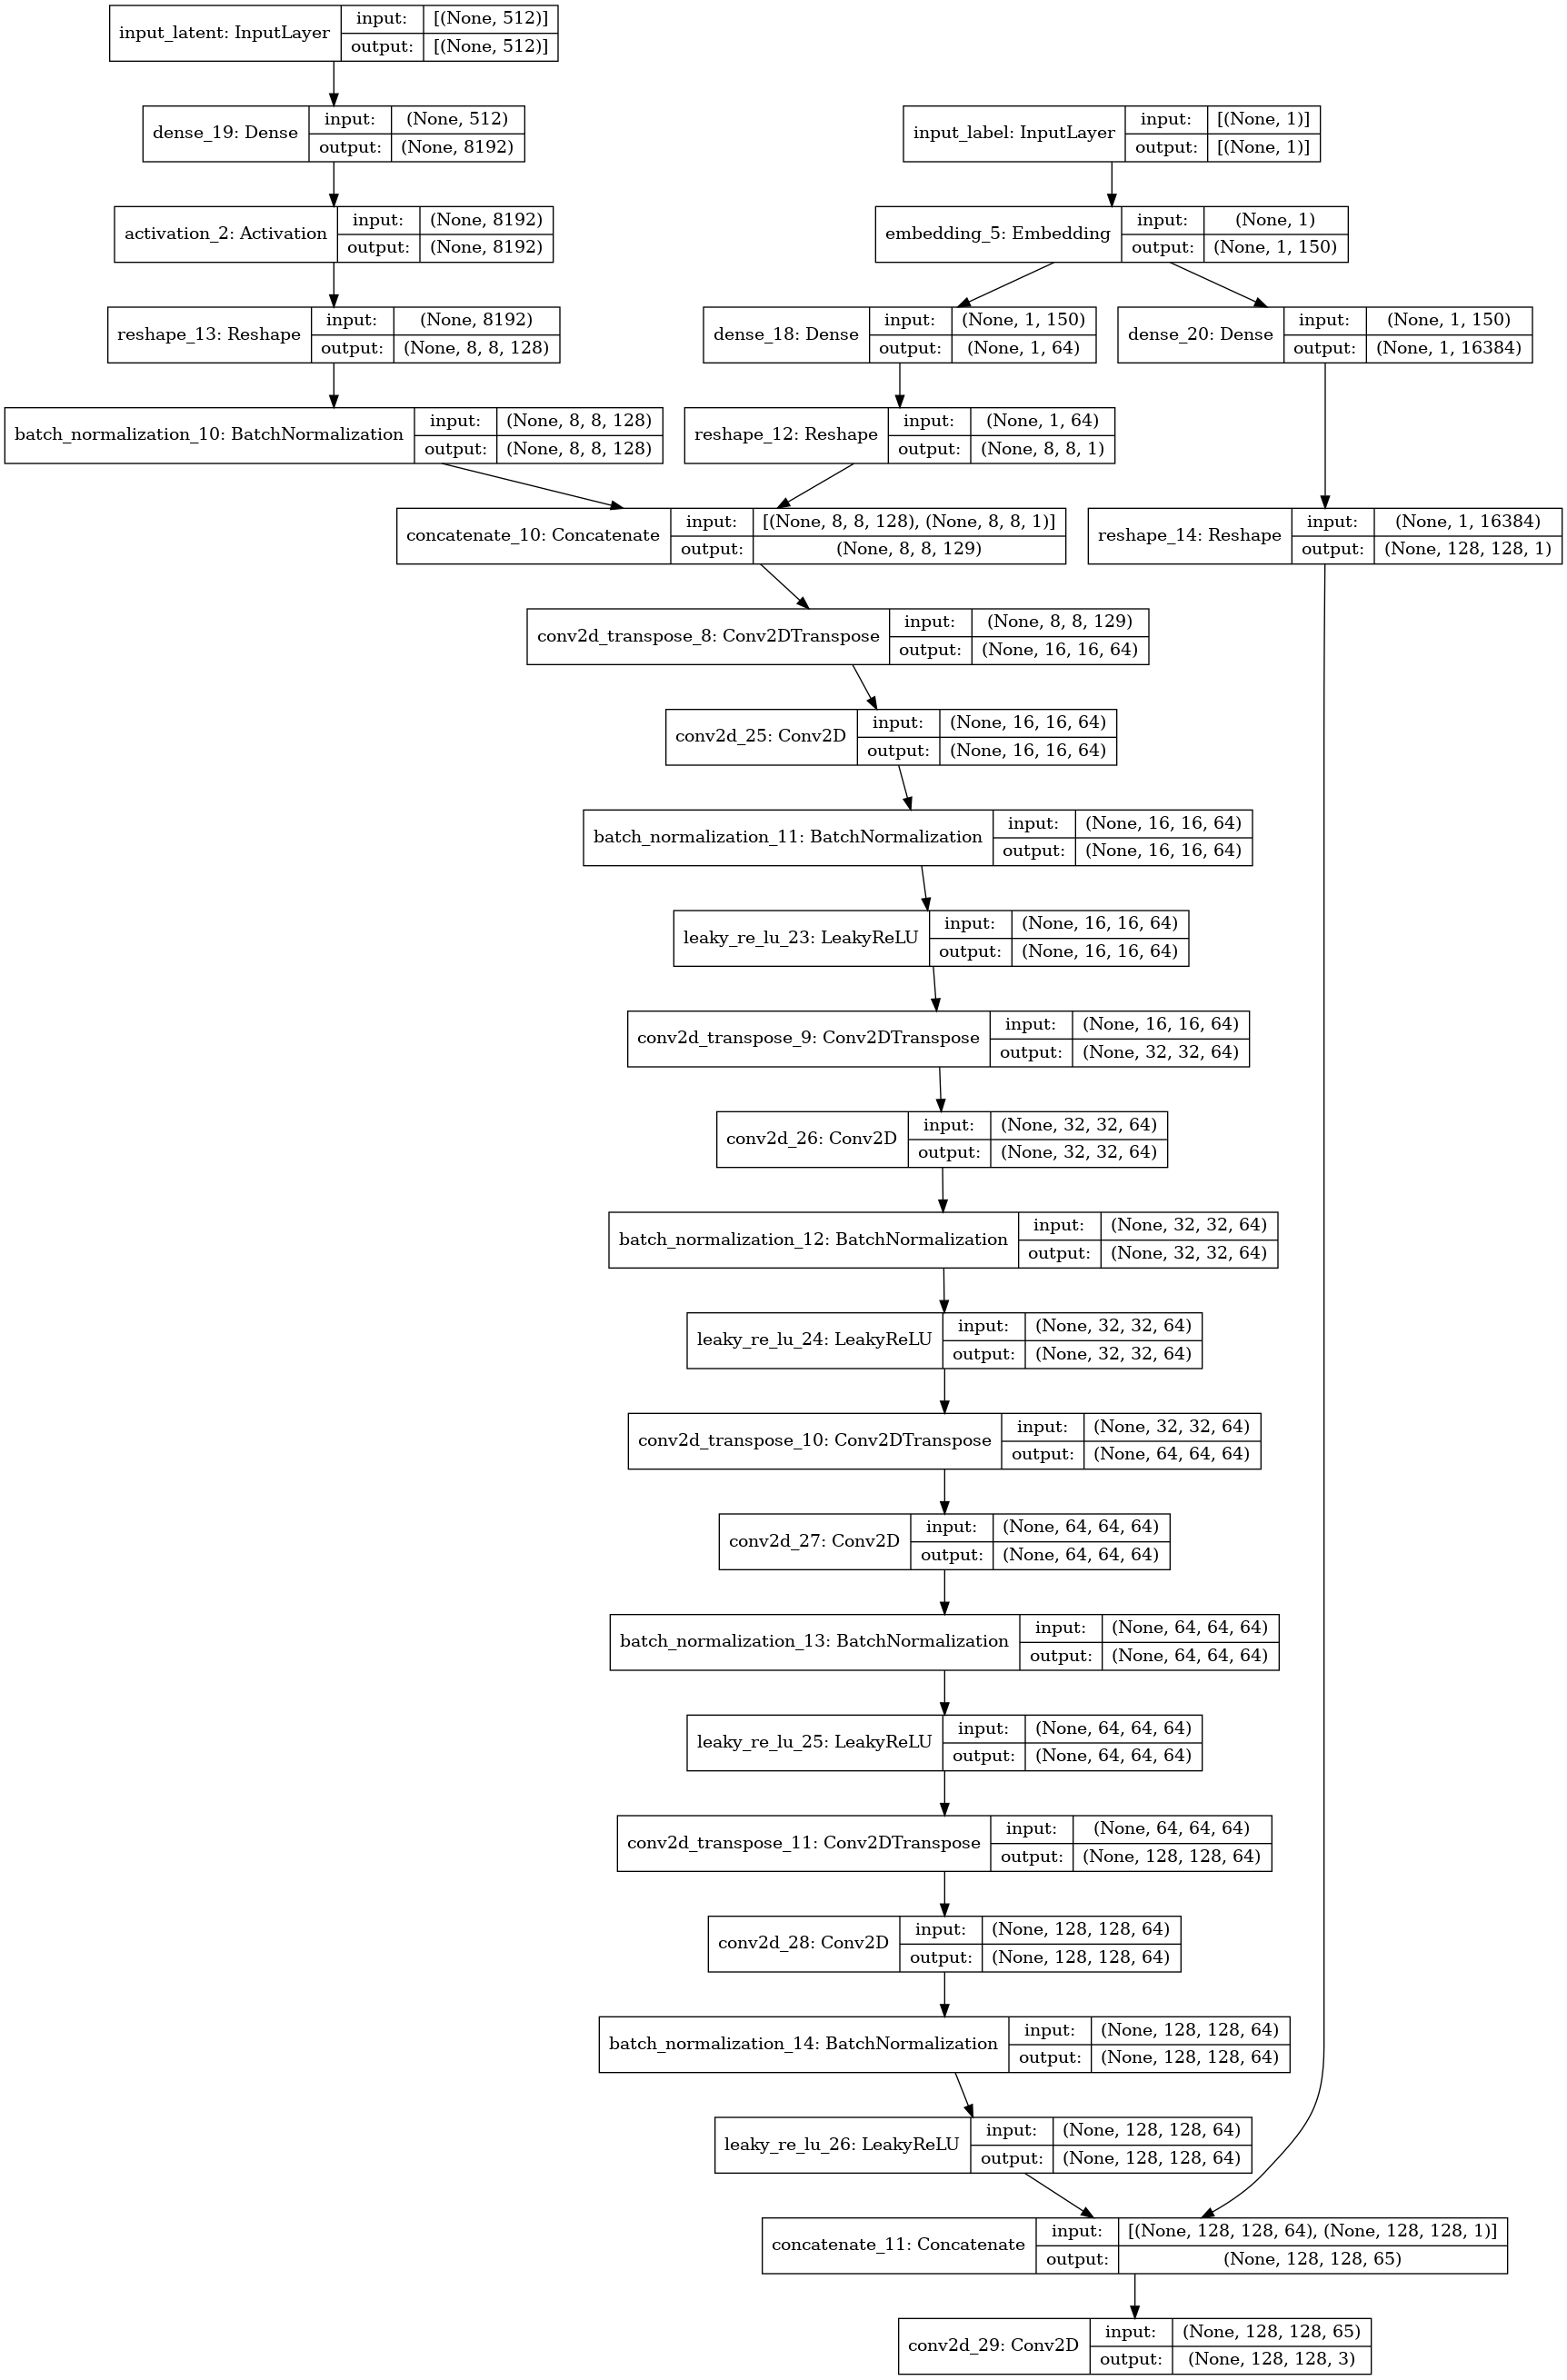 input_latent: InputLayer
input:
[(None, 512)]
output:
[(None, 512)]
dense_19: Dense
input:
(None, 512)
output:
(None, 8192)
input_label: InputLayer
input:
[(None, 1)]
output:
[(None, 1)]
activation_2: Activation
input:
(None, 8192)
output:
(None, 8192)
embedding_5: Embedding
input:
(None, 1)
output:
(None, 1, 150)
reshape_13: Reshape
input:
(None, 8192)
output:
(None, 8, 8, 128)
dense_18: Dense
input:
(None, 1, 150)
output:
(None, 1, 64)
dense_20: Dense
input:
(None, 1, 150)
output:
(None, 1, 16384)
batch_normalization_10: BatchNormalization
input:
(None, 8, 8, 128)
output:
(None, 8, 8, 128)
reshape_12: Reshape
input:
(None, 1, 64)
output:
(None, 8, 8, 1)
concatenate_10: Concatenate
input:
[(None, 8, 8, 128), (None, 8, 8, 1)]
output:
(None, 8, 8, 129)
reshape_14: Reshape
input:
(None, 1, 16384)
output:
(None, 128, 128, 1)
conv2d_transpose_8: Conv2DTranspose
input:
(None, 8, 8, 129)
output:
(None, 16, 16, 64)
conv2d_25: Conv2D
input:
(None, 16, 16, 64)
output:
(None, 16, 16, 64)
batch_normalization_11: BatchNormalization
input:
(None, 16, 16, 64)
output:
(None, 16, 16, 64)
leaky_re_lu_23: LeakyReLU
input:
(None, 16, 16, 64)
output:
(None, 16, 16, 64)
conv2d_transpose_9: Conv2DTranspose
input:
(None, 16, 16, 64)
output:
(None, 32, 32, 64)
conv2d_26: Conv2D
input:
(None, 32, 32, 64)
output:
(None, 32, 32, 64)
batch_normalization_12: BatchNormalization
input:
(None, 32, 32, 64)
output:
(None, 32, 32, 64)
leaky_re_lu_24: LeakyReLU
input:
(None, 32, 32, 64)
output:
(None, 32, 32, 64)
conv2d_transpose_10: Conv2DTranspose
input:
(None, 32, 32, 64)
output:
(None, 64, 64, 64)
conv2d_27: Conv2D
input:
(None, 64, 64, 64)
output:
(None, 64, 64, 64)
batch_normalization_13: BatchNormalization
input:
(None, 64, 64, 64)
output:
(None, 64, 64, 64)
leaky_re_lu_25: LeakyReLU
input:
(None, 64, 64, 64)
output:
(None, 64, 64, 64)
conv2d_transpose_11: Conv2DTranspose
input:
(None, 64, 64, 64)
output:
(None, 128, 128, 64)
conv2d_28: Conv2D
input:
(None, 128, 128, 64)
output:
(None, 128, 128, 64)
batch_normalization_14: BatchNormalization
input:
(None, 128, 128, 64)
output:
(None, 128, 128, 64)
leaky_re_lu_26: LeakyReLU
input:
(None, 128, 128, 64)
output:
(None, 128, 128, 64)
concatenate_11: Concatenate
input:
[(None, 128, 128, 64), (None, 128, 128, 1)]
output:
(None, 128, 128, 65)
conv2d_29: Conv2D
input:
(None, 128, 128, 65)
output:
(None, 128, 128, 3)